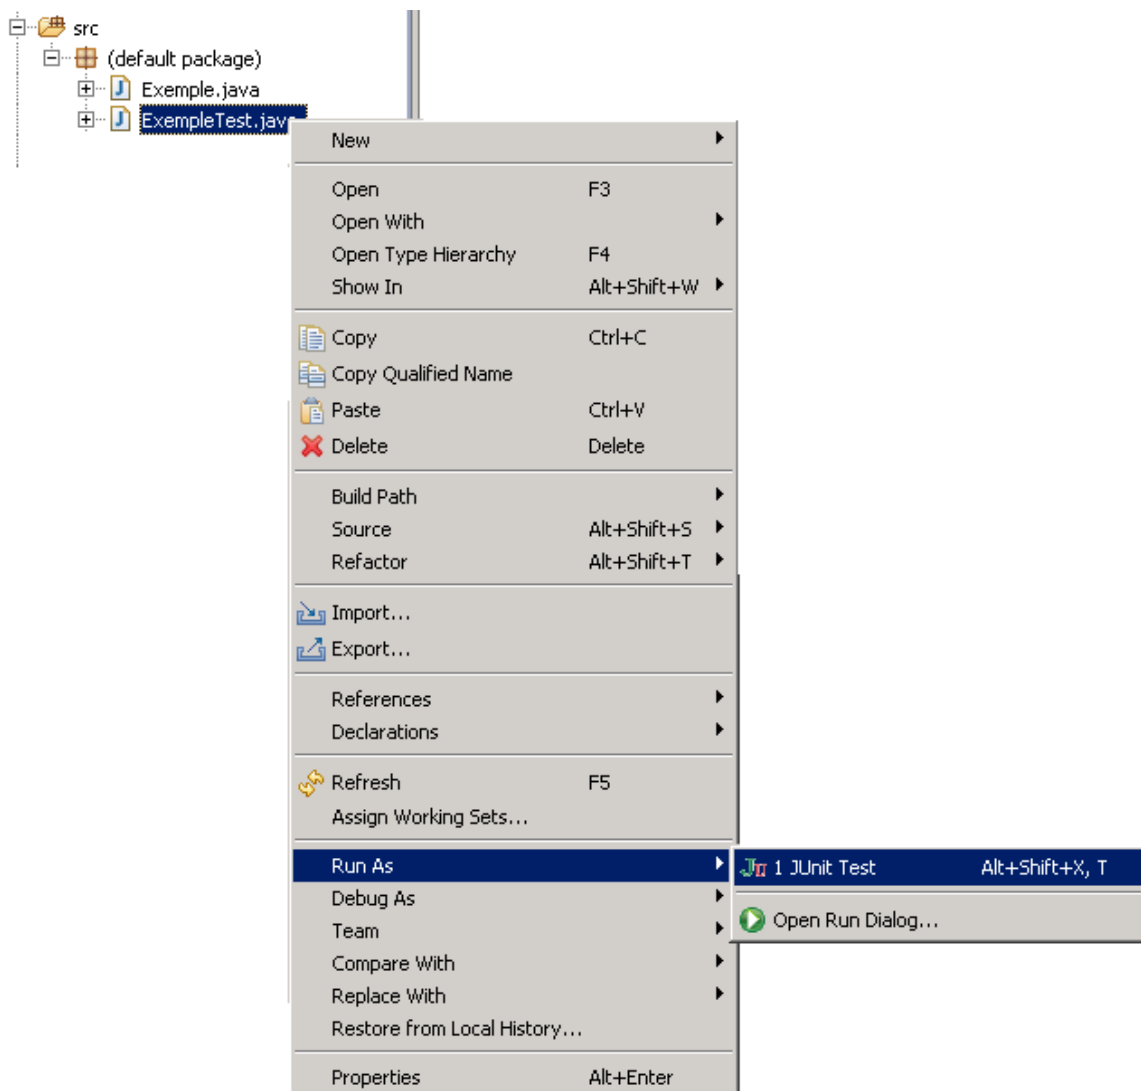 src
(default package)
Exemple.java
ExempleTest.java
New
Open F3
Open With
Open Type Hierarchy F4
Show In Alt+Shift+W
Copy Ctrl+C
Copy Qualified Name
Paste Ctrl+V
Delete Delete
Build Path
Source Alt+Shift+S
Refactor Alt+Shift+T
Import...
Export...
References
Declarations
Refresh F5
Assign Working Sets...
Run As
1 JUnit Test Alt+Shift+X, T
Debug As
Open Run Dialog...
Team
Compare With
Replace With
Restore from Local History...
Properties Alt+Enter